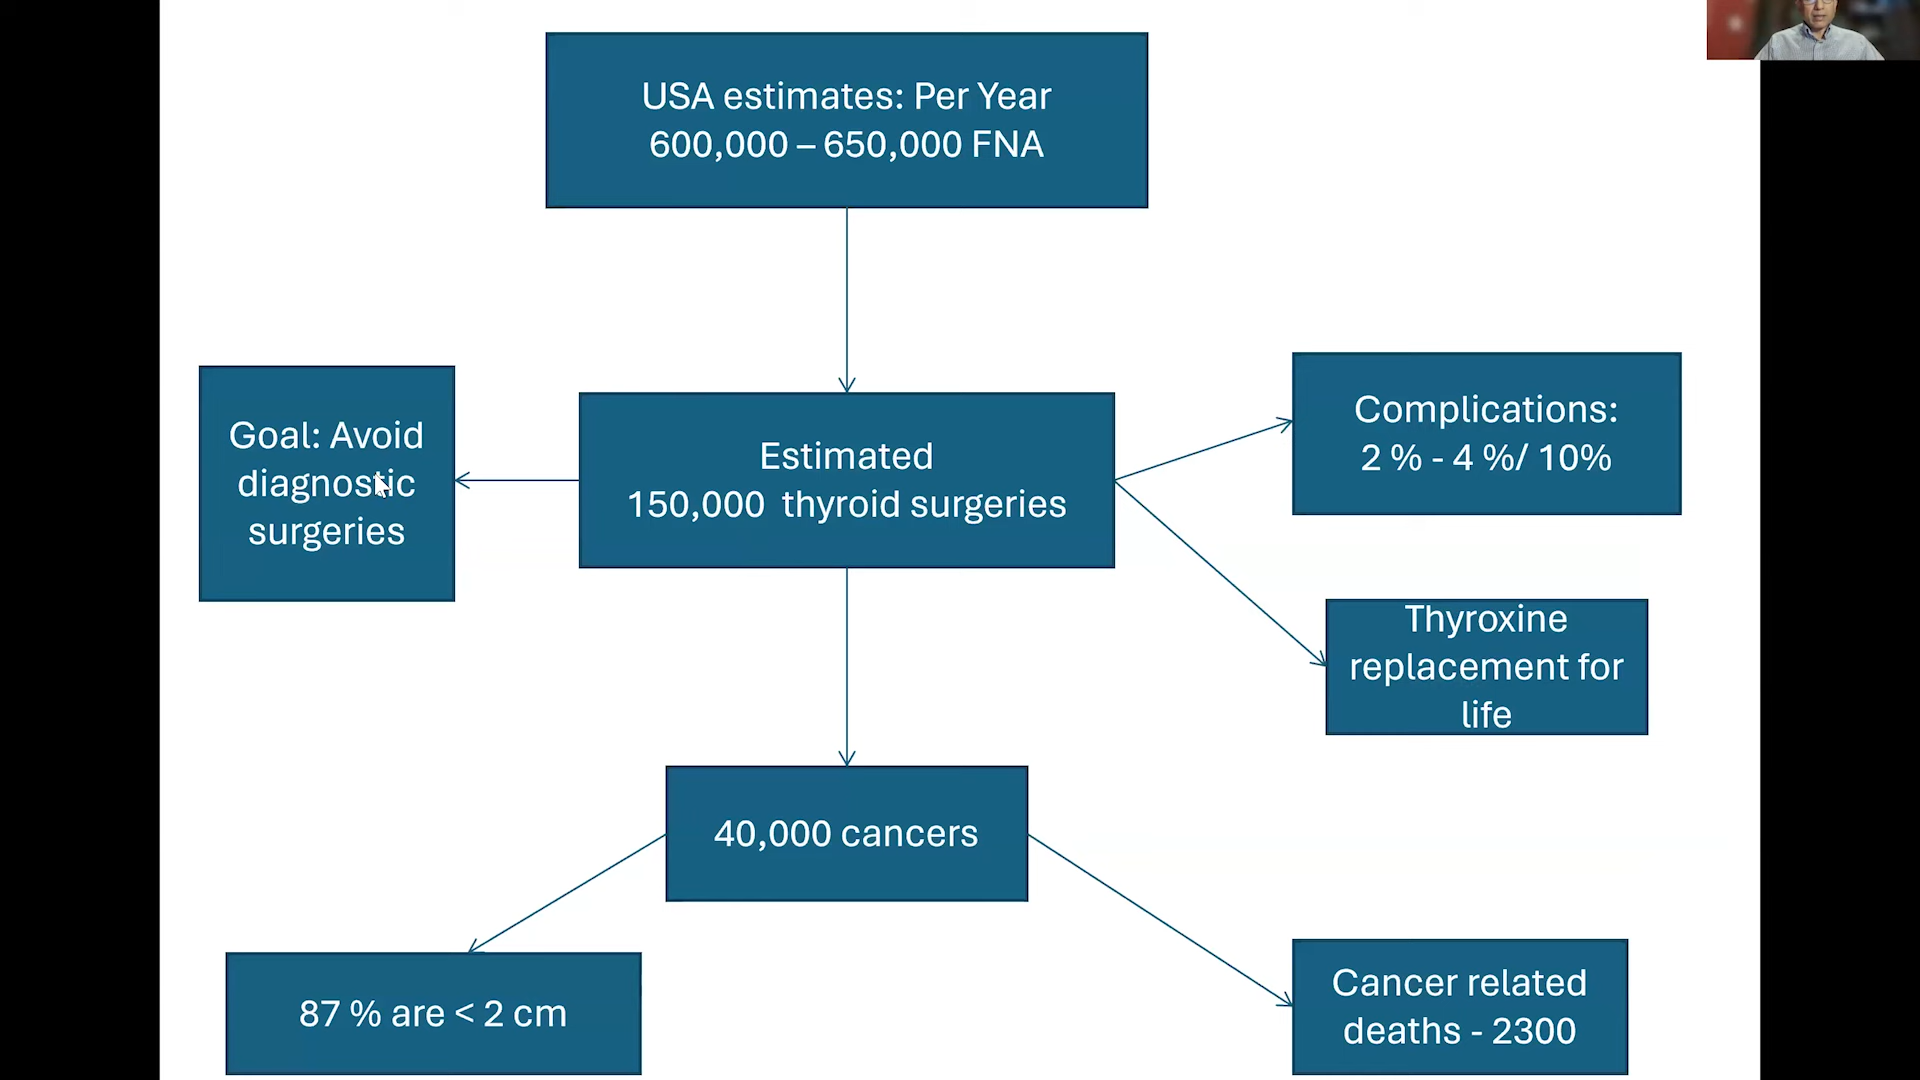 USA estimates: Per Year
600,000 – 650,000 FNA
Goal: Avoid
diagnostic
surgeries
Estimated
150,000 thyroid surgeries
Complications:
2 % - 4 %/ 10%
Thyroxine
replacement for
life
40,000 cancers
87 % are < 2 cm
Cancer related
deaths - 2300